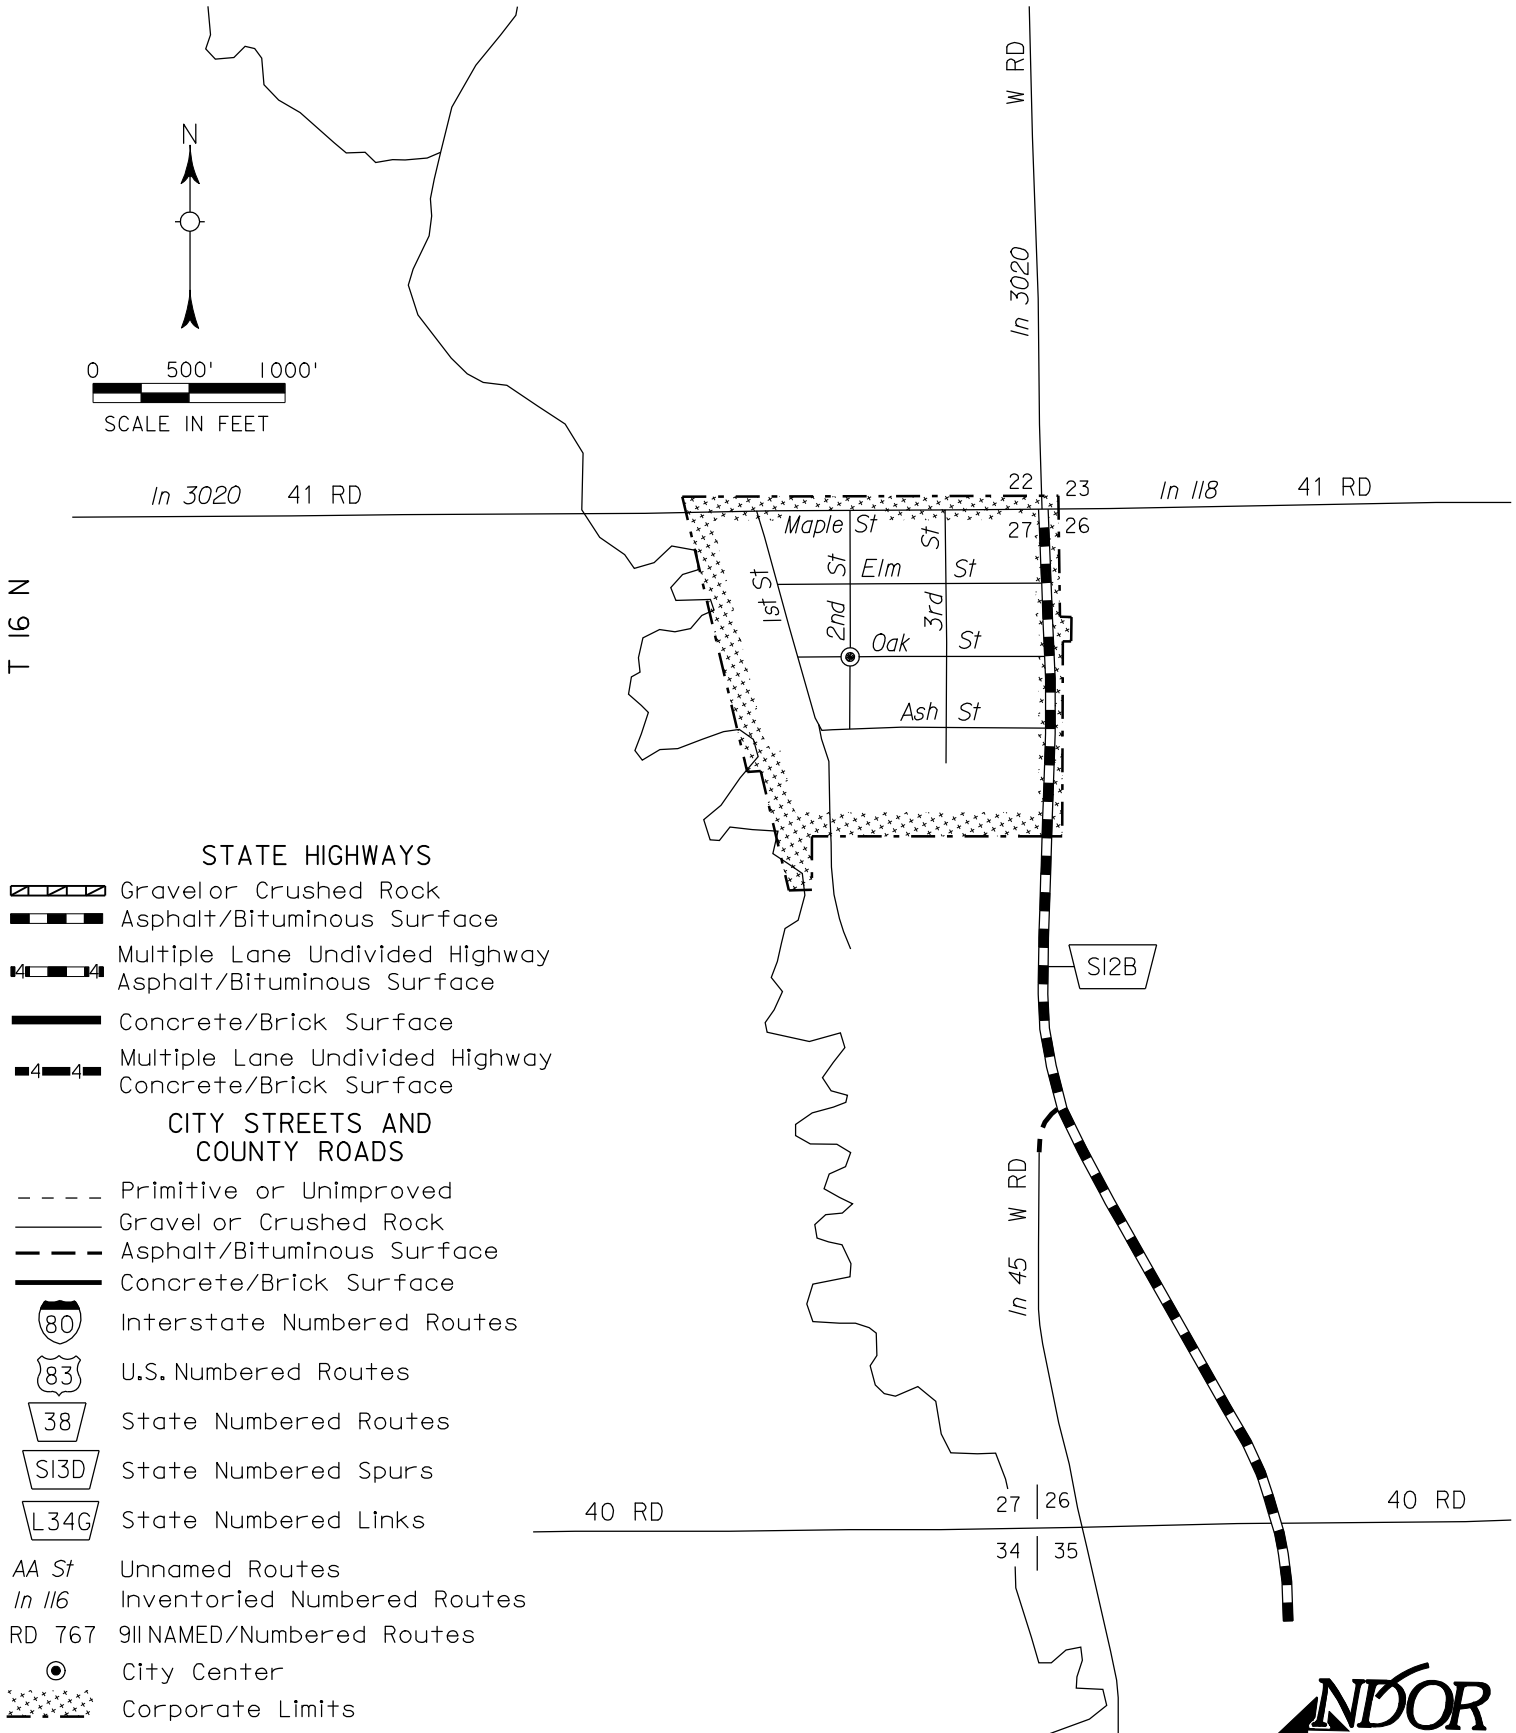 W RD
N
In 3020
0 500' 1000'
SCALE IN FEET
In 3020 41 RD
22 23
In 118 41 RD
27 26
Maple St
St
1st St
2nd St
3rd
Elm St
T 16 N
Oak St
Ash St
STATE HIGHWAYS
Gravel or Crushed Rock
Asphalt/Bituminous Surface
4 4 Multiple Lane Undivided Highway
Asphalt/Bituminous Surface
S12B
Concrete/Brick Surface
4 4 Multiple Lane Undivided Highway
Concrete/Brick Surface
CITY STREETS AND
COUNTY ROADS
Primitive or Unimproved
Gravel or Crushed Rock
Asphalt/Bituminous Surface
Concrete/Brick Surface
In 45 W RD
80 Interstate Numbered Routes
83 U.S. Numbered Routes
38 State Numbered Routes
S13D State Numbered Spurs
L34G State Numbered Links
40 RD
27 26
40 RD
34 35
AA St Unnamed Routes
In 116 Inventoried Numbered Routes
RD 767 911 NAMED/Numbered Routes
City Center
Corporate Limits
NDOR